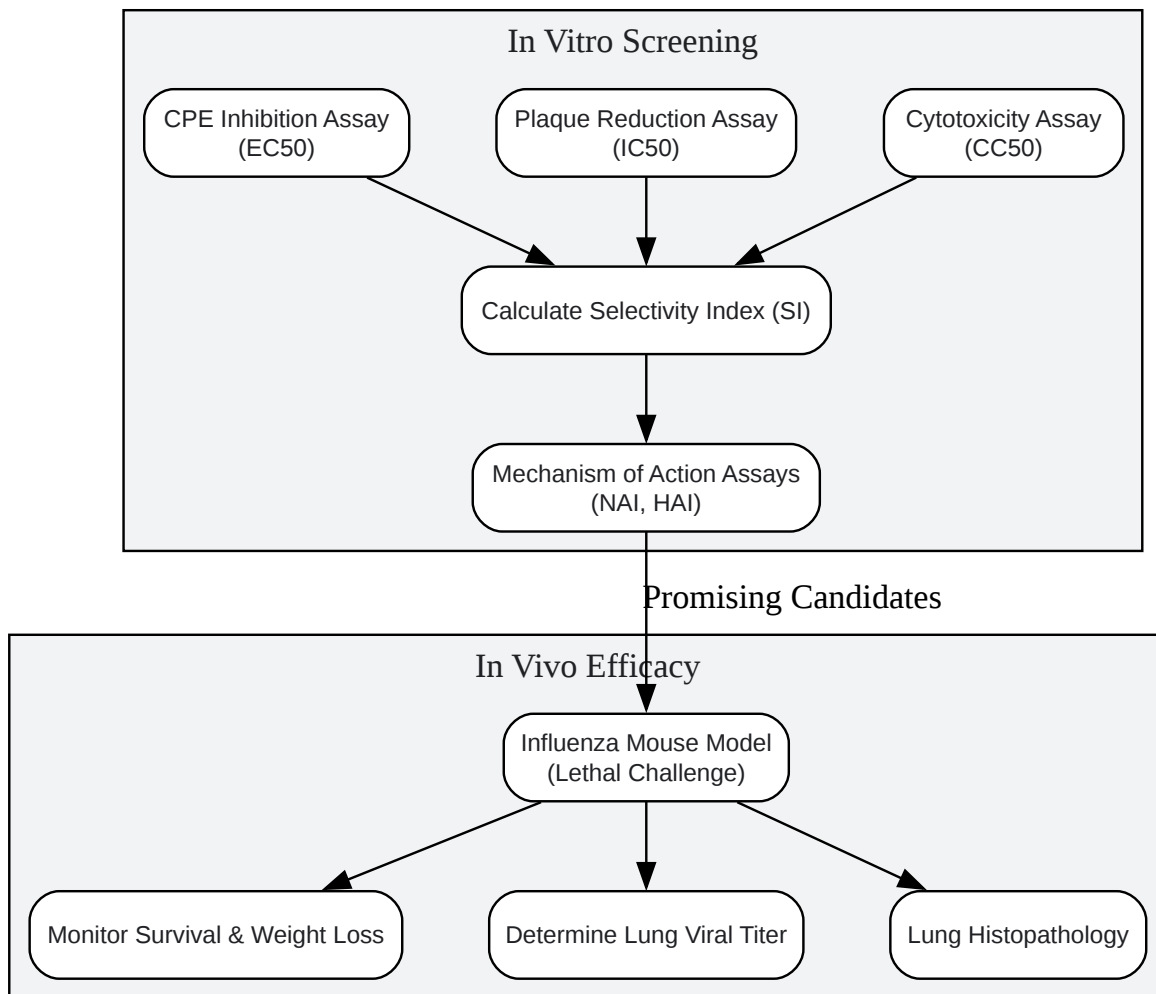 In Vitro Screening
CPE Inhibition Assay
(EC50)
Plaque Reduction Assay
(IC50)
Cytotoxicity Assay
(CC50)
Calculate Selectivity Index (SI)
Mechanism of Action Assays
(NAI, HAI)
Promising Candidates
In Vivo Efficacy
Influenza Mouse Model
(Lethal Challenge)
Monitor Survival & Weight Loss
Determine Lung Viral Titer
Lung Histopathology